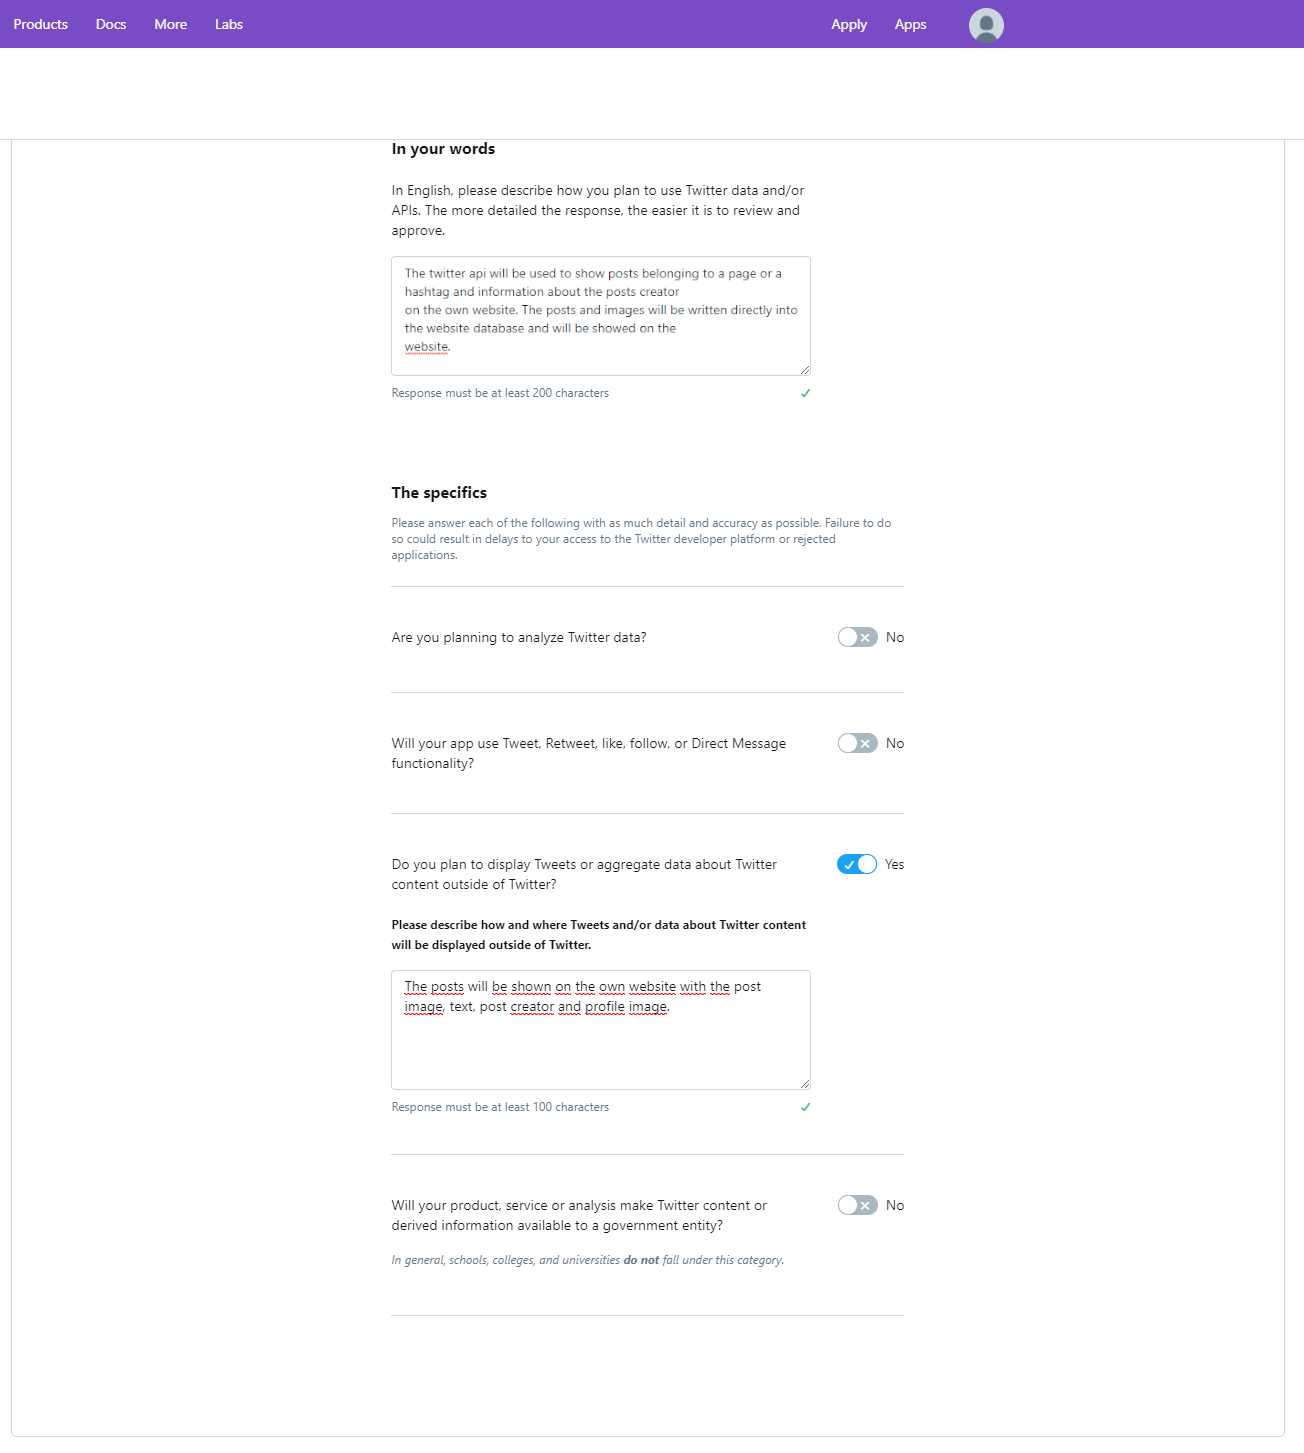 Products Docs More Labs Apply Apps
In your words
In English, please describe how you plan to use Twitter data and/or
APIs. The more detailed the response, the easier it is to review and
approve.
The twitter api will be used to show posts belonging to a page or a
hashtag and information about the posts creator
on the own website. The posts and images will be written directly into
the website database and will be showed on the
website.
Response must be at least 200 characters
The specifics
Please answer each of the following with as much detail and accuracy as possible. Failure to do
so could result in delays to your access to the Twitter developer platform or rejected
applications.
Are you planning to analyze Twitter data? No
Will your app use Tweet, Retweet, like, follow, or Direct Message No
functionality?
Do you plan to display Tweets or aggregate data about Twitter Yes
content outside of Twitter?
Please describe how and where Tweets and/or data about Twitter content
will be displayed outside of Twitter.
The posts will be shown on the own website with the post
image, text, post creator and profile image.
Response must be at least 100 characters
Will your product, service or analysis make Twitter content or No
derived information available to a government entity?
In general, schools, colleges, and universities do not fall under this category.